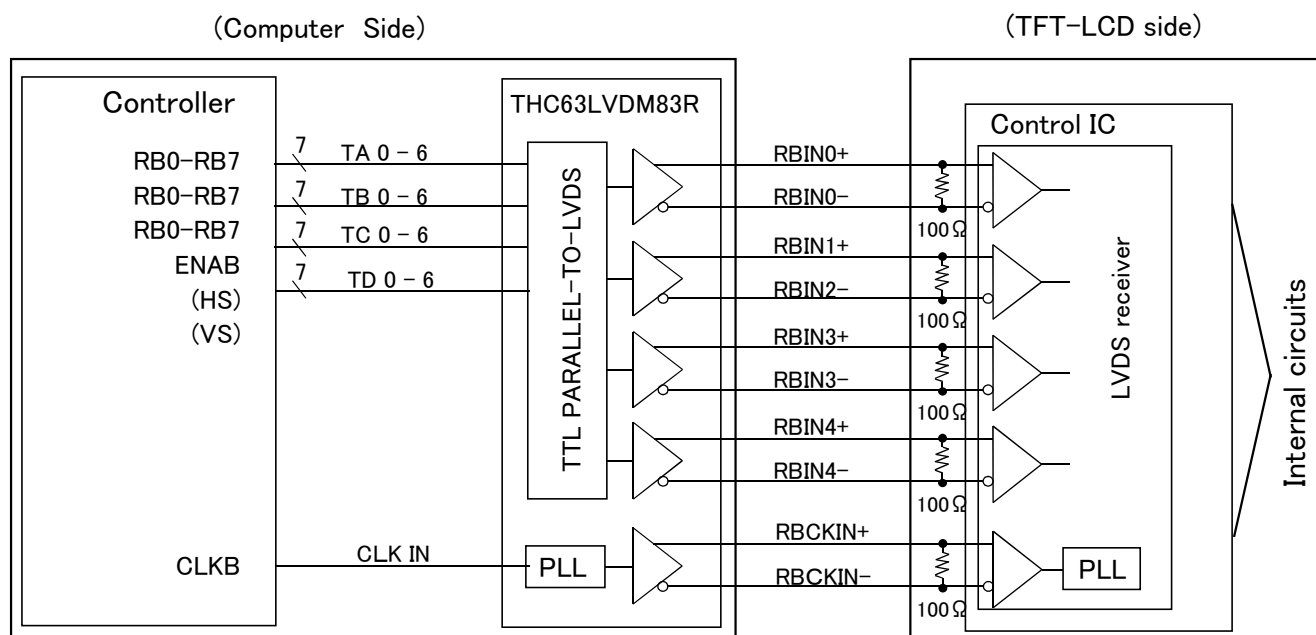 (Computer Side)
(TFT-LCD side)
Controller
RB0-RB7
RB0-RB7
RB0-RB7
ENAB
(HS)
(VS)
CLKB
7
TA 0 - 6
7
TB 0 - 6
7
TC 0 - 6
7
TD 0 - 6
CLK IN
THC63LVDM83R
TTL PARALLEL-TO-LVDS
PLL
RBIN0+
RBIN0-
RBIN1+
RBIN2-
RBIN3+
RBIN3-
RBIN4+
RBIN4-
RBCKIN+
RBCKIN-
100Ω
100Ω
100Ω
100Ω
100Ω
Control IC
LVDS receiver
PLL
Internal circuits